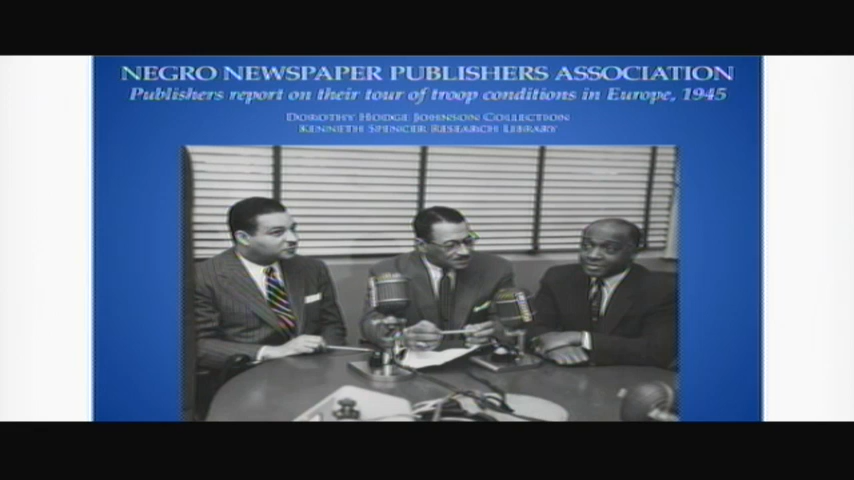 NEGRO NEWSPAPER PUBLISHERS ASSOCIATION
Publishers report on their tour of troop conditions in Europe, 1945
DOROTHY HODGE JOHNSON COLLECTION
KENNETH SPENCER RESEARCH LIBRARY